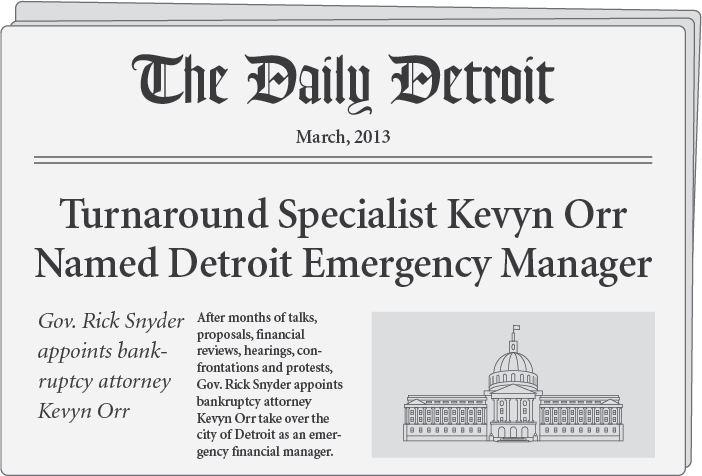 The Daily Detroit
March, 2013
Turnaround Specialist Kevyn Orr
Named Detroit Emergency Manager
Gov. Rick Snyder
appoints bank-
ruptcy attorney
Kevyn Orr
After months of talks,
proposals, financial
reviews, hearings, con-
frontations and protests,
Gov. Rick Snyder appoints
bankruptcy attorney
Kevyn Orr take over the
city of Detroit as an emer-
gency financial manager.